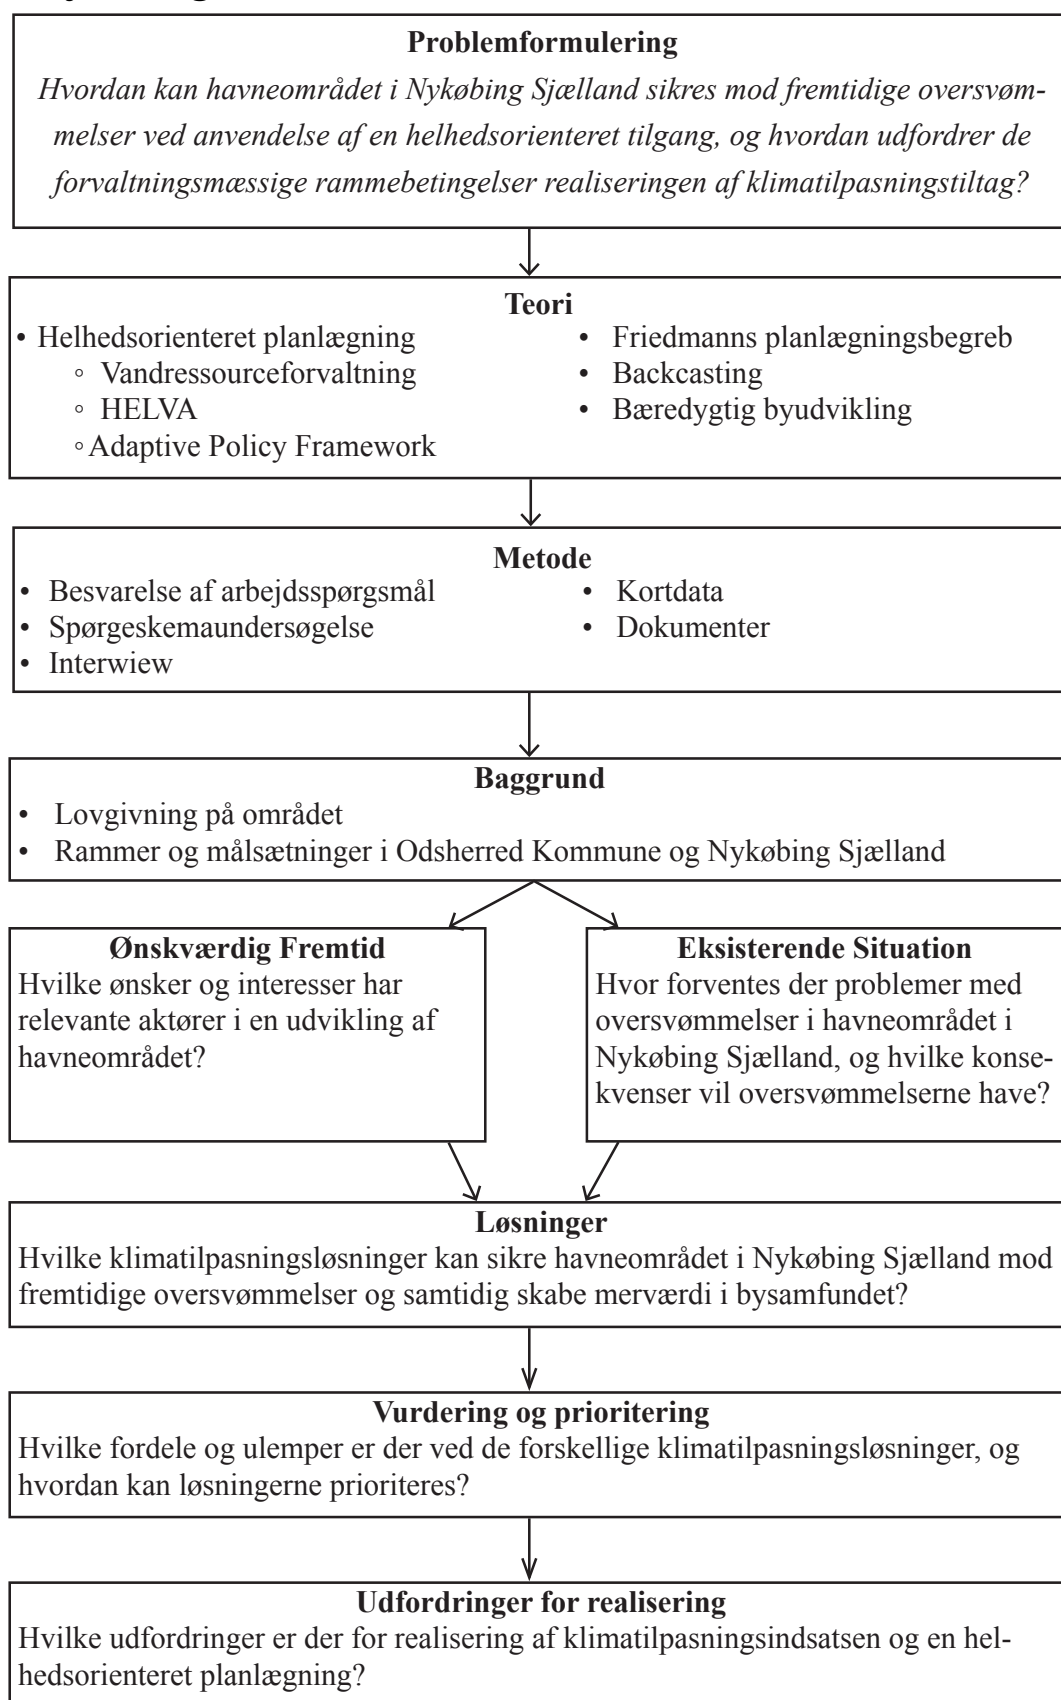 Problemformulering
Hvordan kan havneområdet i Nykøbing Sjælland sikres mod fremtidige oversvøm-
melser ved anvendelse af en helhedsorienteret tilgang, og hvordan udfordrer de
forvaltningsmæssige rammebetingelser realiseringen af klimatilpasningstiltag?
Teori
• Helhedsorienteret planlægning
◦ Vandressourceforvaltning
◦ HELVA
◦ Adaptive Policy Framework
• Friedmanns planlægningsbegreb
• Backcasting
• Bæredygtig byudvikling
Metode
• Besvarelse af arbejdsspørgsmål
• Spørgeskemaundersøgelse
• Interwiew
• Kortdata
• Dokumenter
Baggrund
• Lovgivning på området
• Rammer og målsætninger i Odsherred Kommune og Nykøbing Sjælland
Ønskværdig Fremtid
Hvilke ønsker og interesser har
relevante aktører i en udvikling af
havneområdet?
Eksisterende Situation
Hvor forventes der problemer med
oversvømmelser i havneområdet i
Nykøbing Sjælland, og hvilke konse-
kvenser vil oversvømmelserne have?
Løsninger
Hvilke klimatilpasningsløsninger kan sikre havneområdet i Nykøbing Sjælland mod
fremtidige oversvømmelser og samtidig skabe merværdi i bysamfundet?
Vurdering og prioritering
Hvilke fordele og ulemper er der ved de forskellige klimatilpasningsløsninger, og
hvordan kan løsningerne prioriteres?
Udfordringer for realisering
Hvilke udfordringer er der for realisering af klimatilpasningsindsatsen og en hel-
hedsorienteret planlægning?